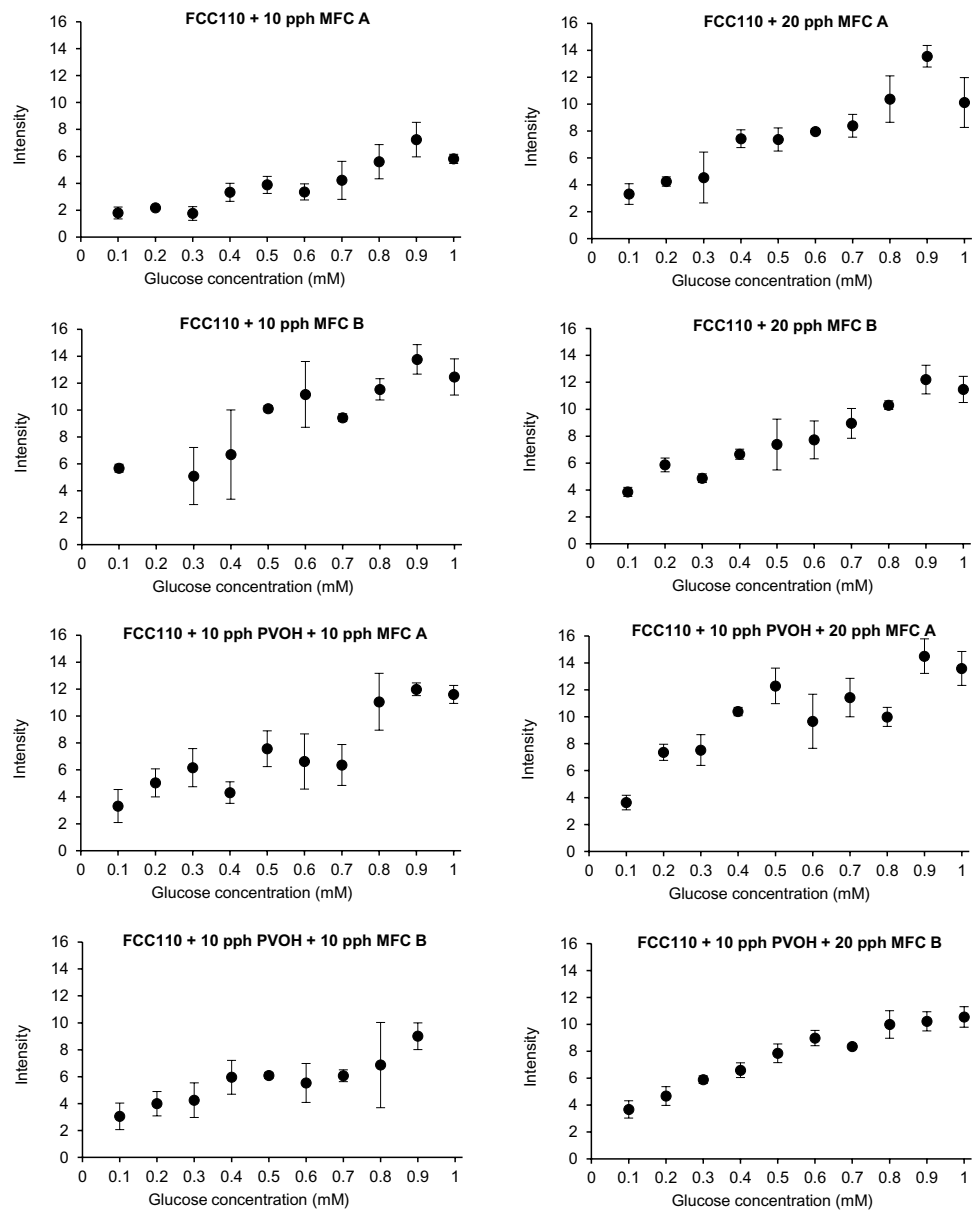 FCC110 + 10 pph MFC A
16
14
12
10
8
6
4
2
0
Intensity
0 0.1 0.2 0.3 0.4 0.5 0.6 0.7 0.8 0.9 1
Glucose concentration (mM)
FCC110 + 20 pph MFC A
16
14
12
10
8
6
4
2
0
Intensity
0 0.1 0.2 0.3 0.4 0.5 0.6 0.7 0.8 0.9 1
Glucose concentration (mM)
FCC110 + 10 pph MFC B
16
14
12
10
8
6
4
2
0
Intensity
0 0.1 0.2 0.3 0.4 0.5 0.6 0.7 0.8 0.9 1
Glucose concentration (mM)
FCC110 + 20 pph MFC B
16
14
12
10
8
6
4
2
0
Intensity
0 0.1 0.2 0.3 0.4 0.5 0.6 0.7 0.8 0.9 1
Glucose concentration (mM)
FCC110 + 10 pph PVOH + 10 pph MFC A
16
14
12
10
8
6
4
2
0
Intensity
0 0.1 0.2 0.3 0.4 0.5 0.6 0.7 0.8 0.9 1
Glucose concentration (mM)
FCC110 + 10 pph PVOH + 20 pph MFC A
16
14
12
10
8
6
4
2
0
Intensity
0 0.1 0.2 0.3 0.4 0.5 0.6 0.7 0.8 0.9 1
Glucose concentration (mM)
FCC110 + 10 pph PVOH + 10 pph MFC B
16
14
12
10
8
6
4
2
0
Intensity
0 0.1 0.2 0.3 0.4 0.5 0.6 0.7 0.8 0.9 1
Glucose concentration (mM)
FCC110 + 10 pph PVOH + 20 pph MFC B
16
14
12
10
8
6
4
2
0
Intensity
0 0.1 0.2 0.3 0.4 0.5 0.6 0.7 0.8 0.9 1
Glucose concentration (mM)